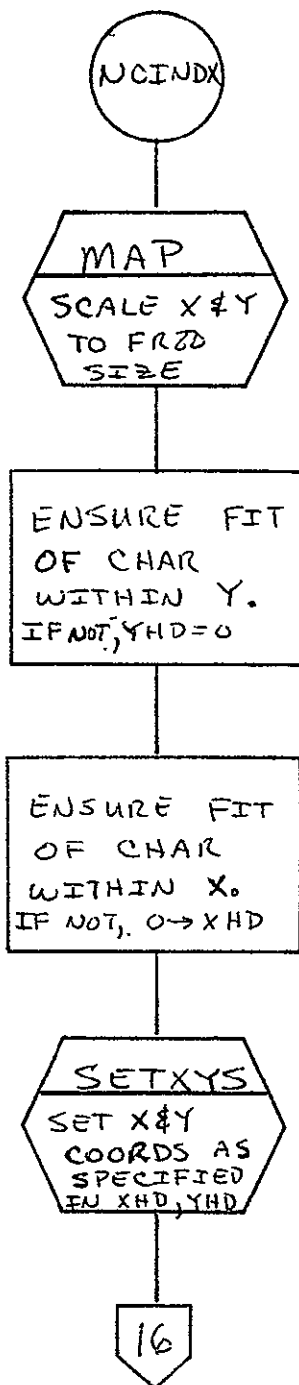 NCINDX
MAP
SCALE X & Y
TO FR80
SIZE
ENSURE FIT
OF CHAR
WITHIN Y.
IF NOT, YHD=0
ENSURE FIT
OF CHAR
WITHIN X.
IF NOT, 0→XHD
SETXYS
SET X&Y
COORDS AS
SPECIFIED
IN XHD, YHD
16